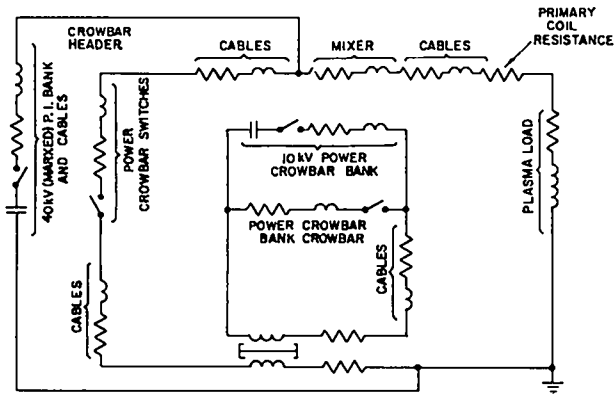 CROWBAR
HEADER
CABLES
MIXER
CABLES
PRIMARY
COIL
RESISTANCE
40kV (MARXED) P.I. BANK
AND CABLES
POWER
CROWBAR SWITCHES
10kV POWER
CROWBAR BANK
PLASMA LOAD
POWER CROWBAR
BANK CROWBAR
CABLES
CABLES